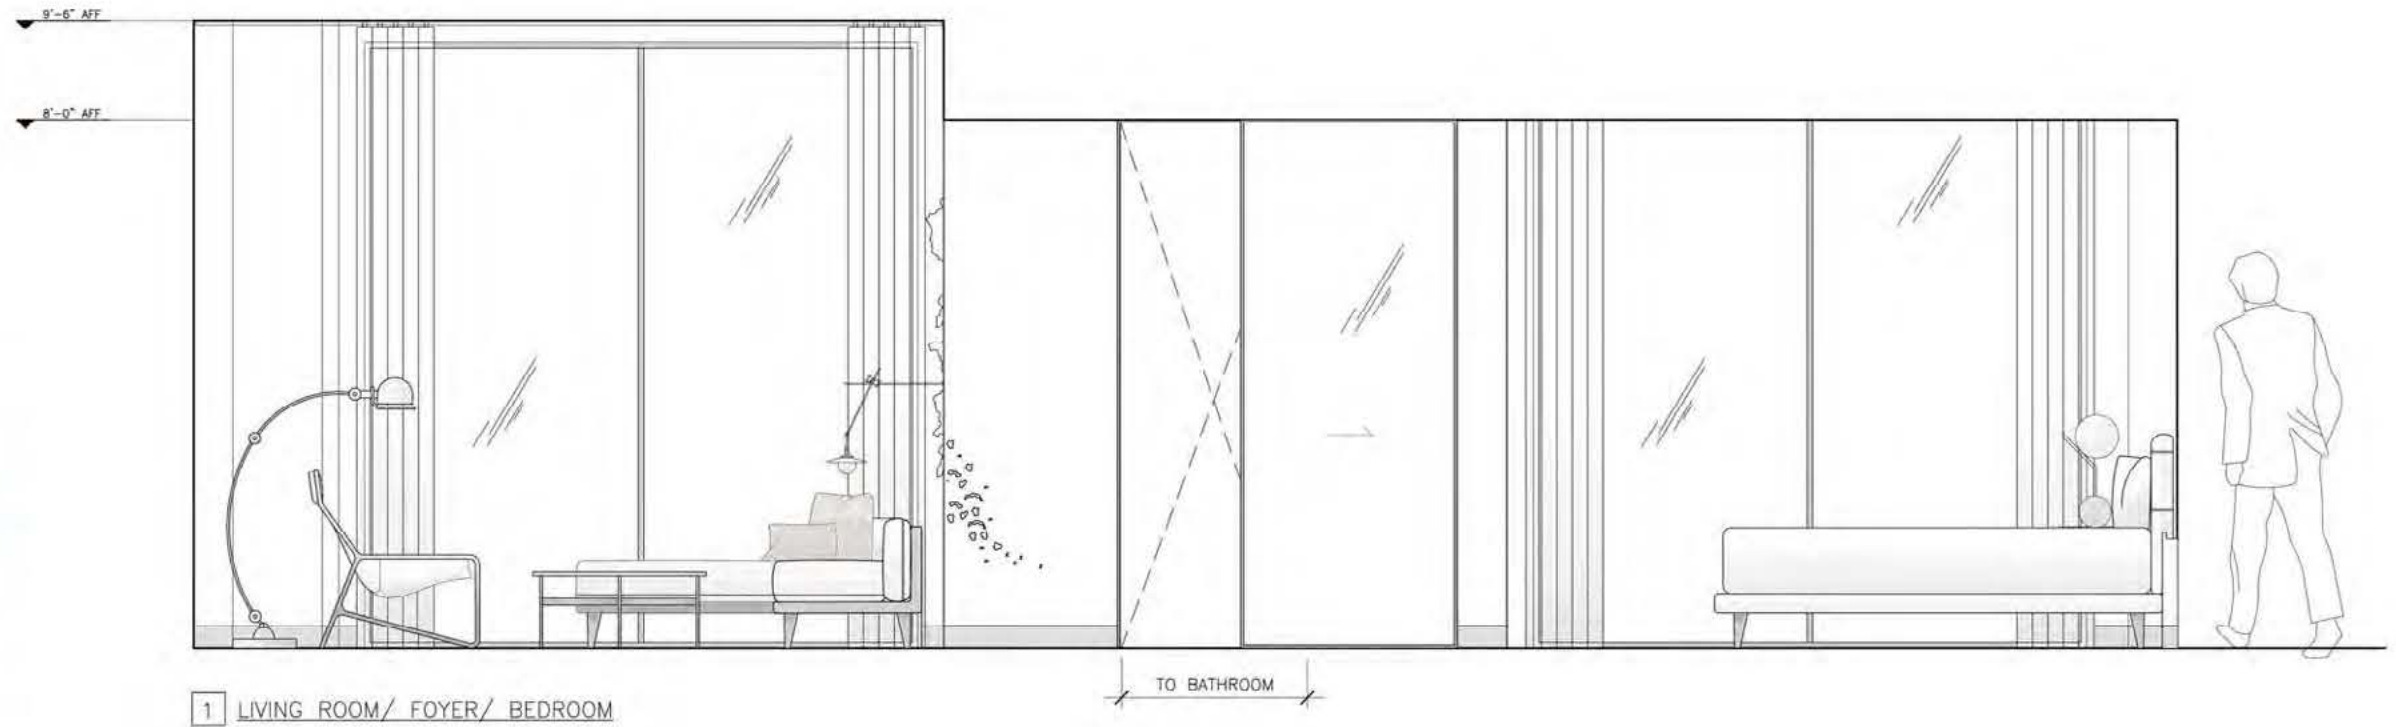 9'-6" AFF
8'-0" AFF
TO BATHROOM
1 LIVING ROOM/ FOYER/ BEDROOM